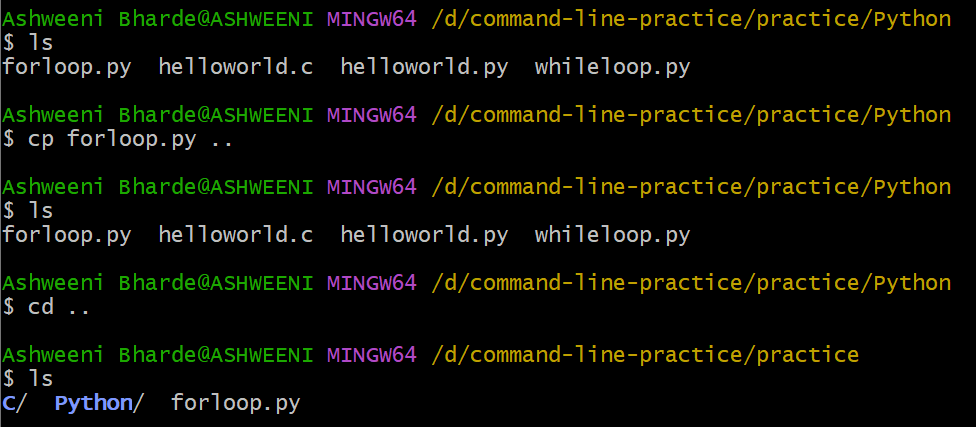 Ashweeni Bharde@ASHWEENI MINGW64 /d/command-line-practice/practice/Python
$ ls
forloop.py  helloworld.c  helloworld.py  whileloop.py
Ashweeni Bharde@ASHWEENI MINGW64 /d/command-line-practice/practice/Python
$ cp forloop.py ..
Ashweeni Bharde@ASHWEENI MINGW64 /d/command-line-practice/practice/Python
$ ls
forloop.py  helloworld.c  helloworld.py  whileloop.py
Ashweeni Bharde@ASHWEENI MINGW64 /d/command-line-practice/practice/Python
$ cd ..
Ashweeni Bharde@ASHWEENI MINGW64 /d/command-line-practice/practice
$ ls
C/  Python/  forloop.py